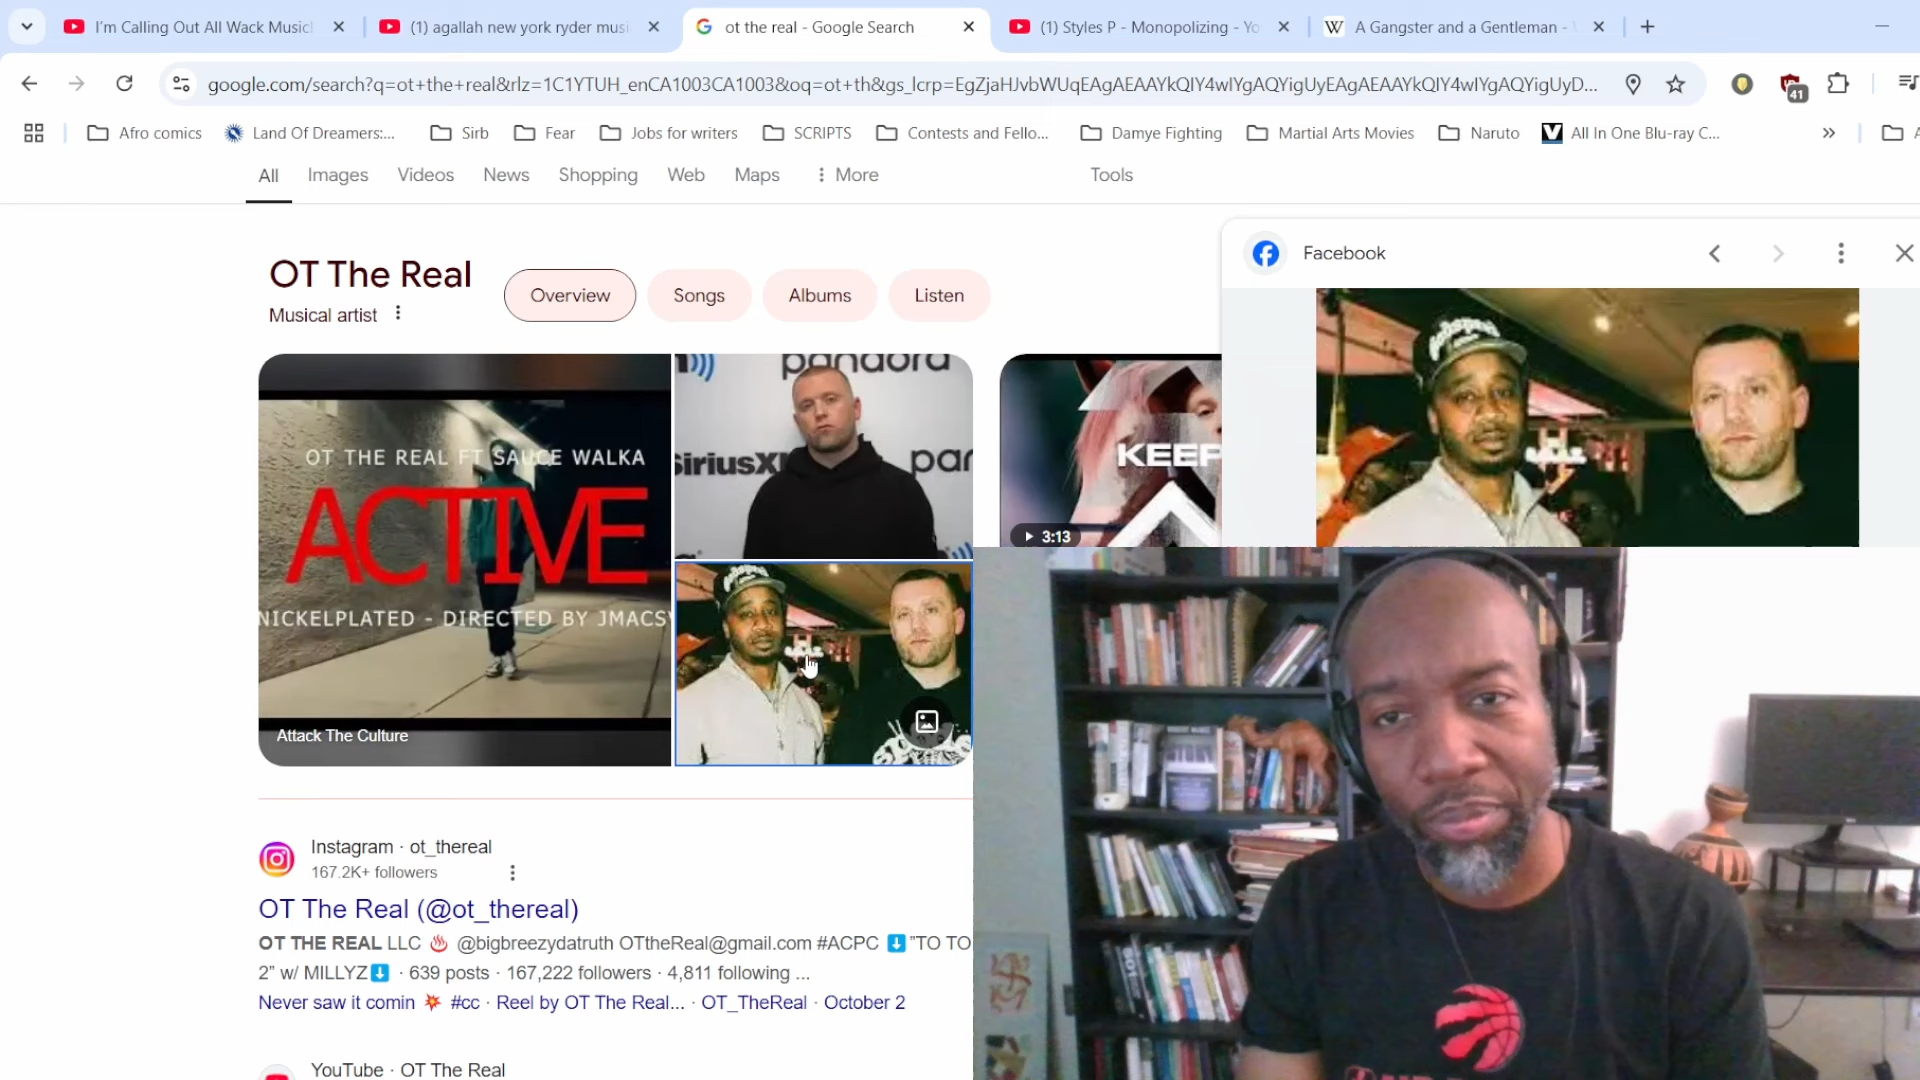 I'm Calling Out All Wack Music
(1) agallah new york ryder musi
ot the real - Google Search
(1) Styles P - Monopolizing - Yo
W
A Gangster and a Gentleman -
google.com/search?q=ot+the+real&rlz=1C1YTUH_enCA1003CA1003&oq=ot+th&gs_lcrp=EgZjaHJvbWUqEAgAEAAYkQIY4wIYgAQYigUyEAgAEAAYkQIY4wIYgAQYigUyD...
41
Afro comics
Land Of Dreamers:...
Sirb
Fear
Jobs for writers
SCRIPTS
Contests and Fello...
Damye Fighting
Martial Arts Movies
Naruto
V
All In One Blu-ray C...
All
Images
Videos
News
Shopping
Web
Maps
More
Tools
OT The Real
Musical artist
Overview
Songs
Albums
Listen
Facebook
OT THE REAL FT SAUCE WALKA
ACTIVE
NICKELPLATED - DIRECTED BY JMACSV
Attack The Culture
pandora
SiriusX
par
KEEP
3:13
Instagram · ot_thereal
167.2K+ followers
OT The Real (@ot_thereal)
OT THE REAL LLC ♨ @bigbreezydatruth OTtheReal@gmail.com #ACPC ⬇"TO TO
2" w/ MILLYZ⬇ · 639 posts · 167,222 followers · 4,811 following ...
Never saw it comin 💥 #cc · Reel by OT The Real... · OT_TheReal · October 2
YouTube · OT The Real